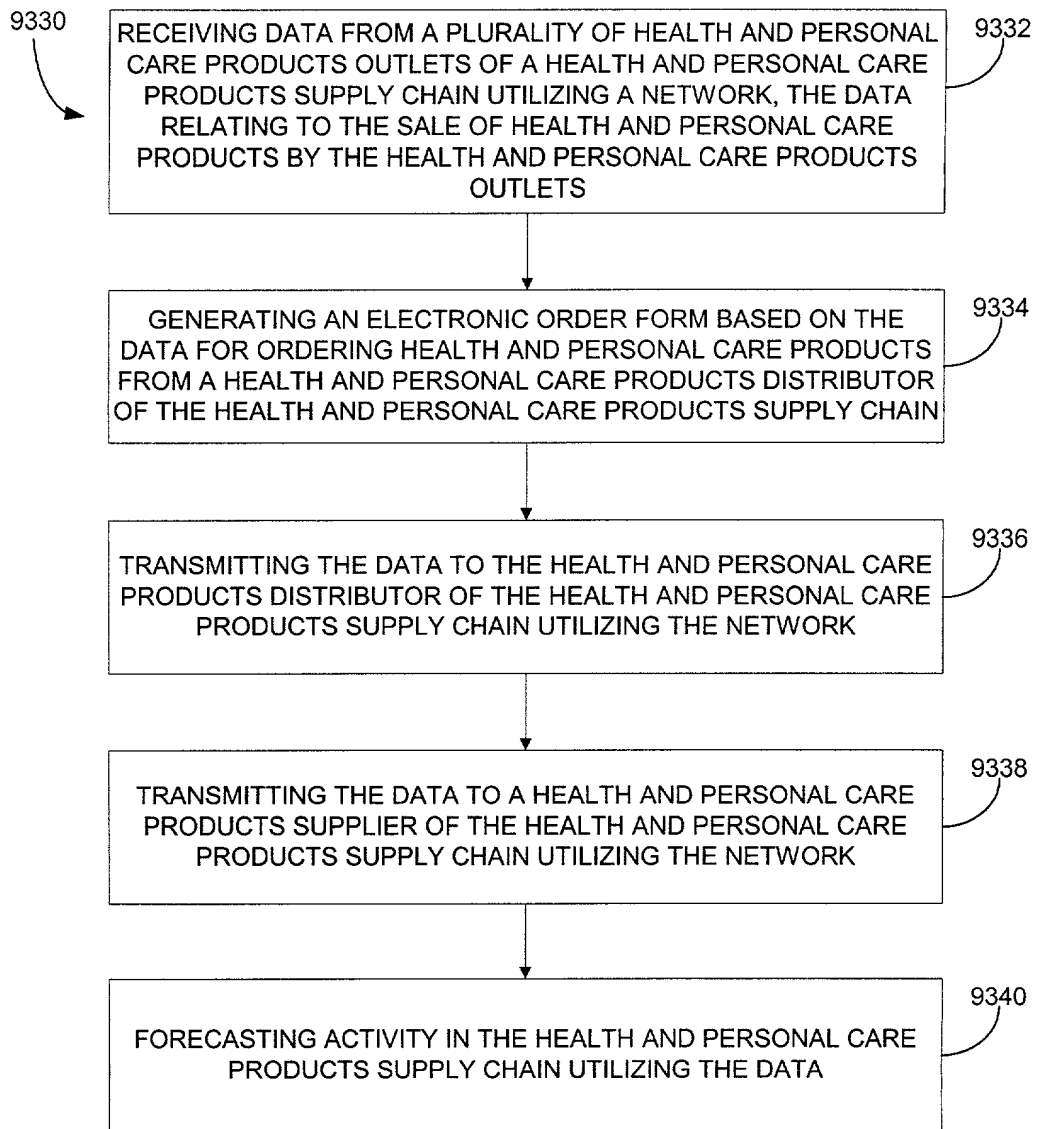 9330
RECEIVING DATA FROM A PLURALITY OF HEALTH AND PERSONAL
CARE PRODUCTS OUTLETS OF A HEALTH AND PERSONAL CARE
PRODUCTS SUPPLY CHAIN UTILIZING A NETWORK, THE DATA
RELATING TO THE SALE OF HEALTH AND PERSONAL CARE
PRODUCTS BY THE HEALTH AND PERSONAL CARE PRODUCTS
OUTLETS
9332
GENERATING AN ELECTRONIC ORDER FORM BASED ON THE
DATA FOR ORDERING HEALTH AND PERSONAL CARE PRODUCTS
FROM A HEALTH AND PERSONAL CARE PRODUCTS DISTRIBUTOR
OF THE HEALTH AND PERSONAL CARE PRODUCTS SUPPLY CHAIN
9334
TRANSMITTING THE DATA TO THE HEALTH AND PERSONAL CARE
PRODUCTS DISTRIBUTOR OF THE HEALTH AND PERSONAL CARE
PRODUCTS SUPPLY CHAIN UTILIZING THE NETWORK
9336
TRANSMITTING THE DATA TO A HEALTH AND PERSONAL CARE
PRODUCTS SUPPLIER OF THE HEALTH AND PERSONAL CARE
PRODUCTS SUPPLY CHAIN UTILIZING THE NETWORK
9338
FORECASTING ACTIVITY IN THE HEALTH AND PERSONAL CARE
PRODUCTS SUPPLY CHAIN UTILIZING THE DATA
9340